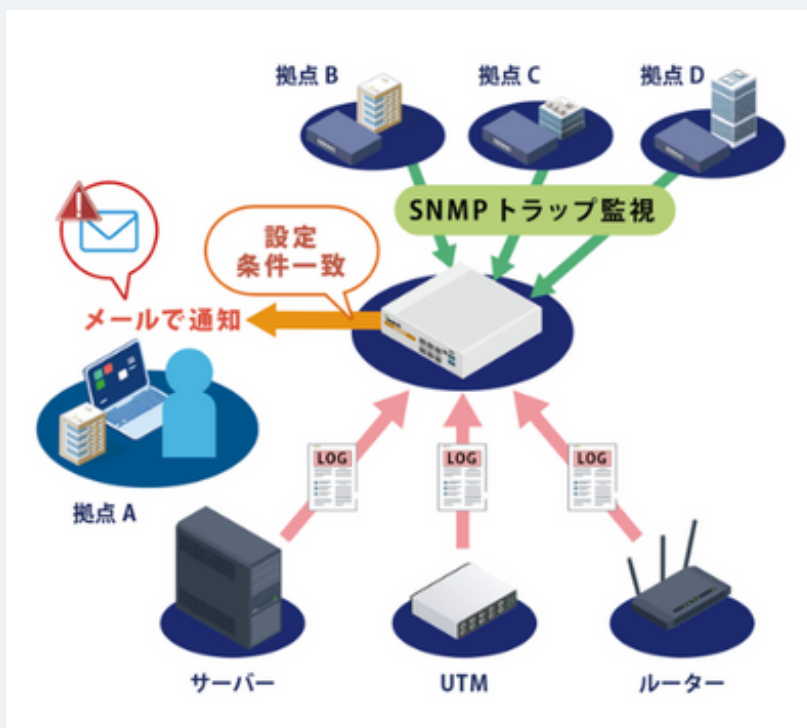 拠点 B
拠点 C
拠点 D
SNMP トラップ監視
設定
条件一致
メールで通知
拠点 A
LOG
LOG
LOG
サーバー
UTM
ルーター